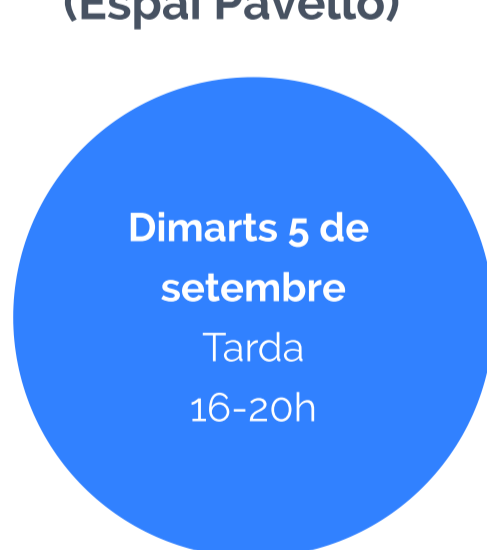 (Espai Pavelló)
Dimarts 5 de
setembre
Tarda
16-20h